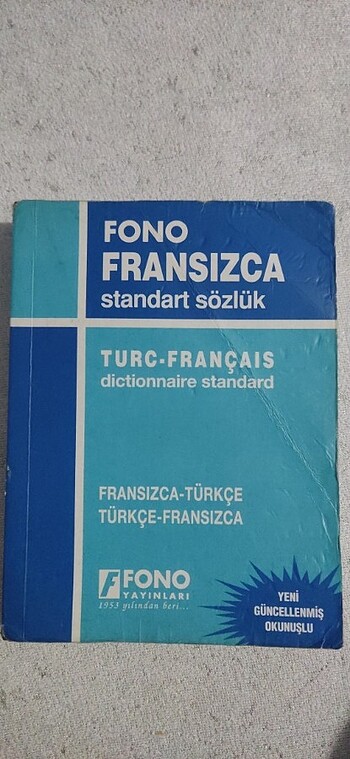 FONO
FRANSIZCA
standart sözlük
TURC-FRANÇAIS
dictionnaire standard
FRANSIZCA-TÜRKÇE
TÜRKÇE-FRANSIZCA
F FONO
YAYINLARI
1953 yılından beri...
YENİ
GÜNCELLENMİŞ
OKUNUŞLU